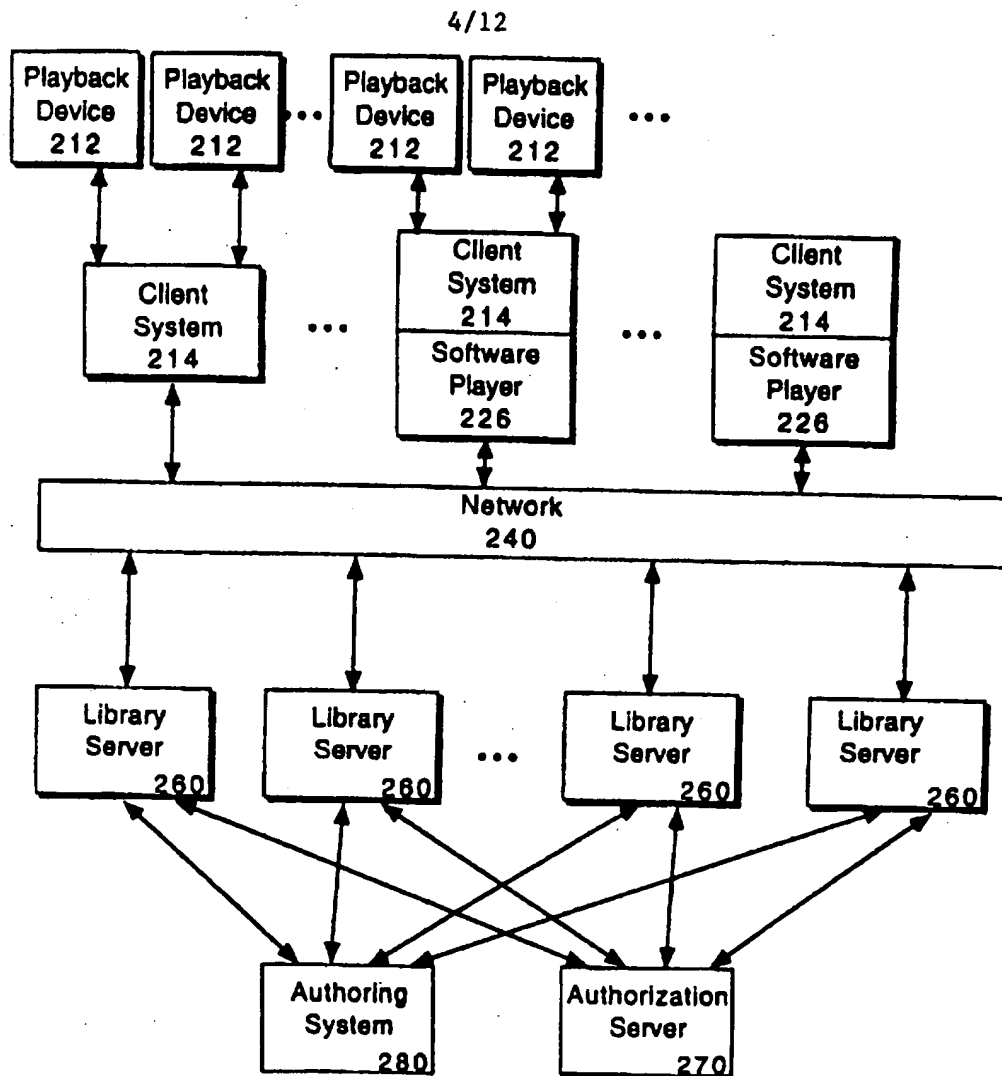 4/12
Playback
Device
212
Playback
Device
212
...
Playback
Device
212
Playback
Device
212
...
Client
System
214
...
Client
System
214
Software
Player
226
...
Client
System
214
Software
Player
226
Network
240
Library
Server
260
Library
Server
260
...
Library
Server
260
Library
Server
260
Authoring
System
280
Authorization
Server
270